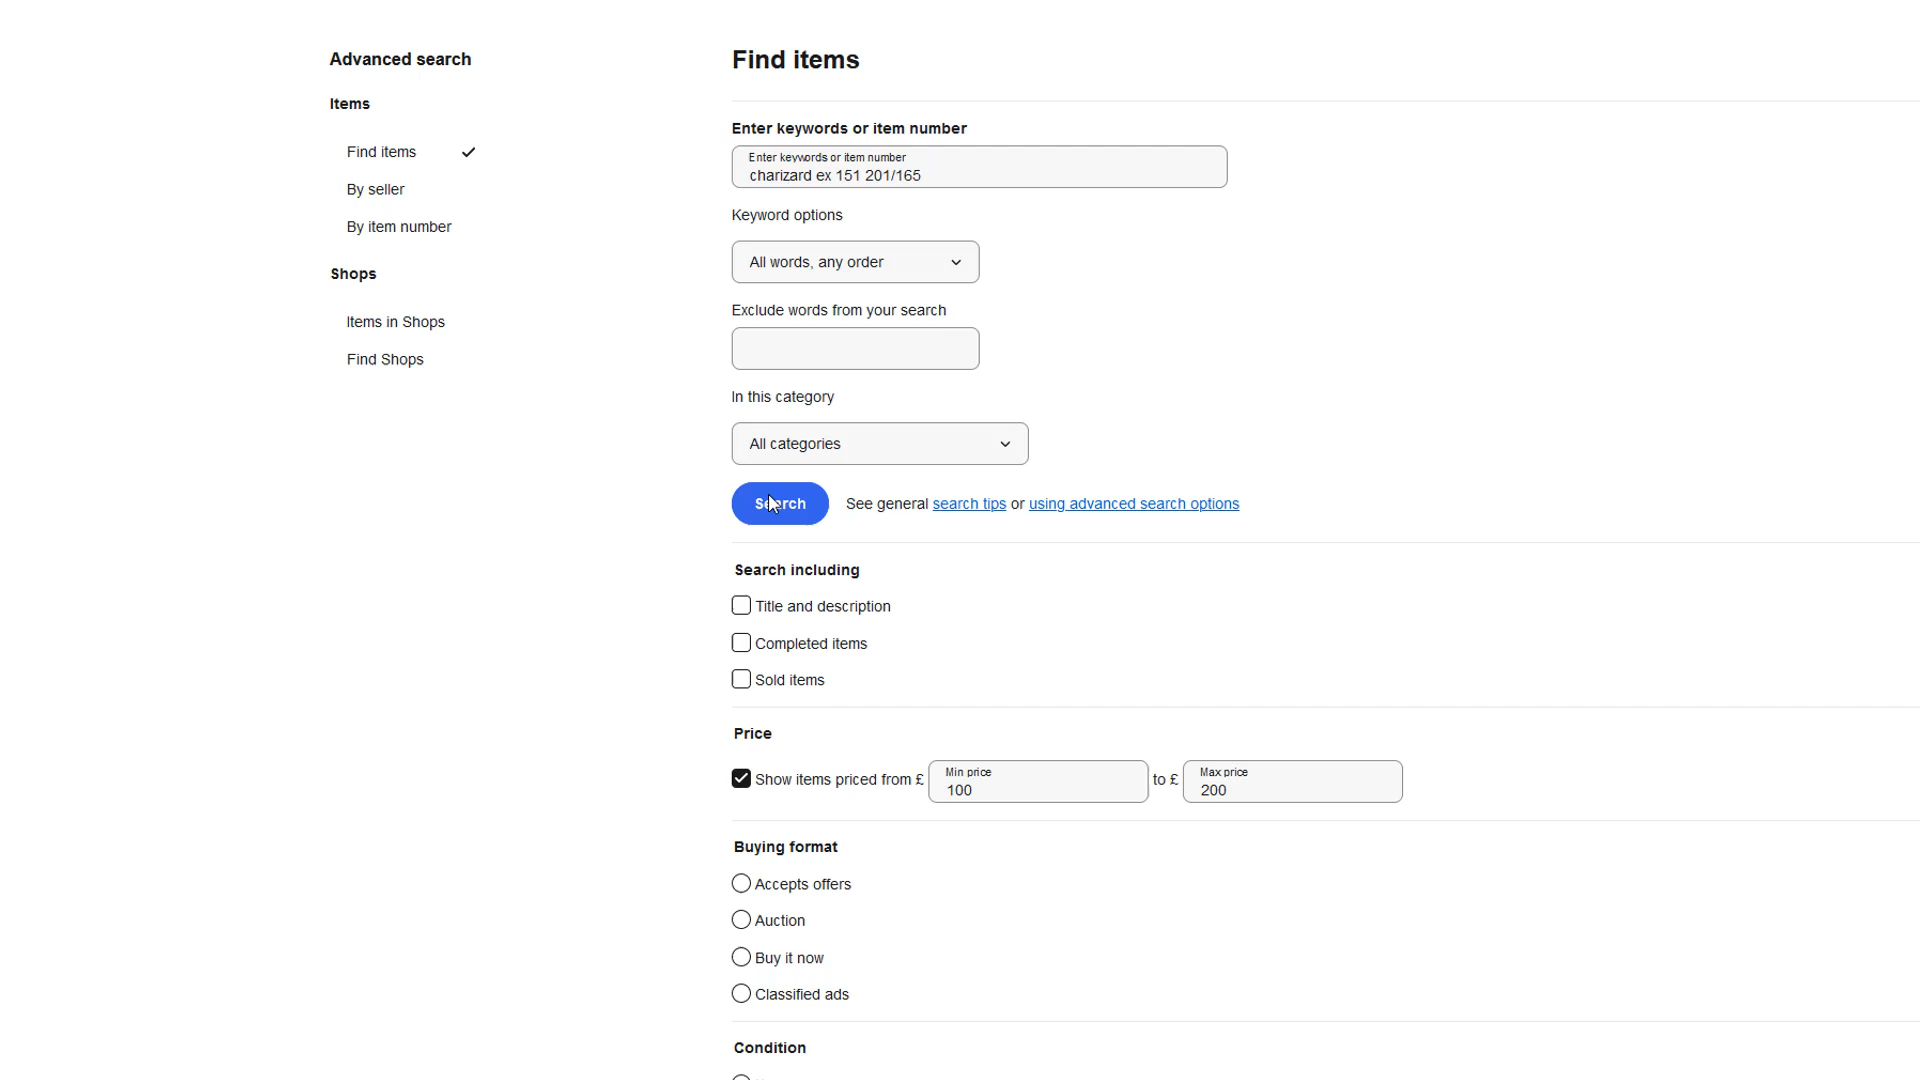 Advanced search
Items
Find items
By seller
By item number
Shops
Items in Shops
Find Shops
Find items
Enter keywords or item number
Enter keywords or item number
charizard ex 151 201/165
Keyword options
All words, any order
Exclude words from your search
In this category
All categories
Search See general search tips or using advanced search options
Search including
Title and description
Completed items
Sold items
Price
Show items priced from £ Min price 100 to £ Max price 200
Buying format
Accepts offers
Auction
Buy it now
Classified ads
Condition